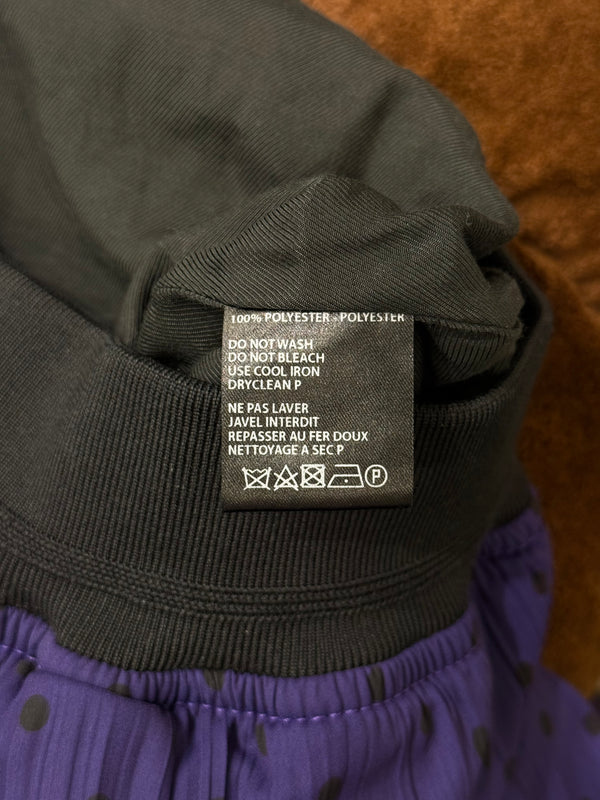 100% POLYESTER - POLYESTER
DO NOT WASH
DO NOT BLEACH
USE COOL IRON
DRYCLEAN P
NE PAS LAVER
JAVEL INTERDIT
REPASSER AU FER DOUX
NETTOYAGE A SEC P
P